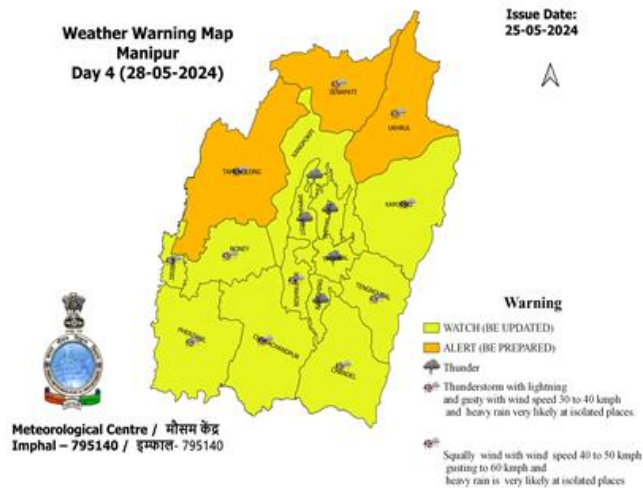 Weather Warning Map
Manipur
Day 4 (28-05-2024)
Issue Date:
25-05-2024
SENAPATI
UKHRUL
KANGPOKPI
TAMENGLONG
KAMJONG
NONEY
TENGNOUPAL
PHERZAWL
CHURACHANDPUR
CHANDEL
Warning
WATCH (BE UPDATED)
ALERT (BE PREPARED)
Thunder
Thunderstorm with lightning
and gusty with wind speed 30 to 40 kmph
and heavy rain very likely at isolated places.
Squally wind with wind speed 40 to 50 kmph
gusting to 60 kmph and
heavy rain is very likely at isolated places
Meteorological Centre / मौसम केंद्र
Imphal – 795140 / इम्फाल- 795140